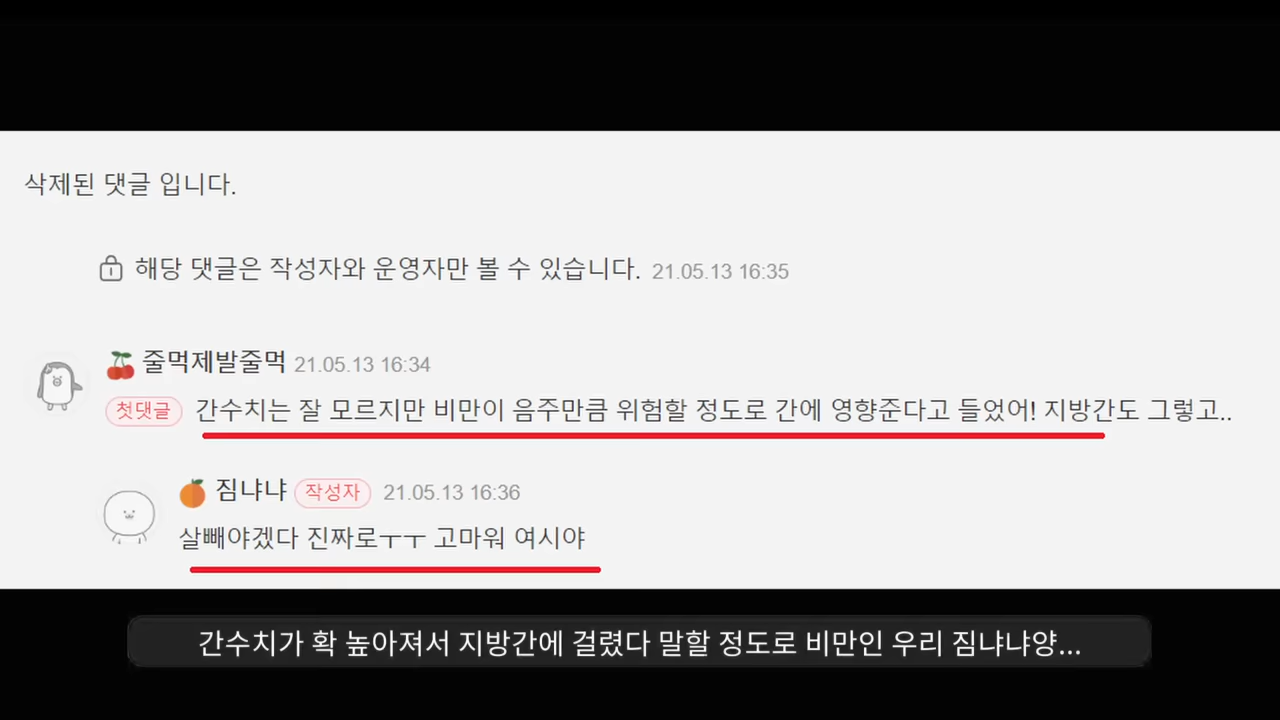 삭제된 댓글 입니다.
해당 댓글은 작성자와 운영자만 볼 수 있습니다. 21.05.13 16:35
줄먹제발줄먹 21.05.13 16:34
첫댓글 간수치는 잘 모르지만 비만이 음주만큼 위험할 정도로 간에 영향준다고 들었어! 지방간도 그렇고..
짐냐냐 작성자 21.05.13 16:36
살빼야겠다 진짜로ㅜㅜ 고마워 여시야
간수치가 확 높아져서 지방간에 걸렸다 말할 정도로 비만인 우리 짐냐냐양...